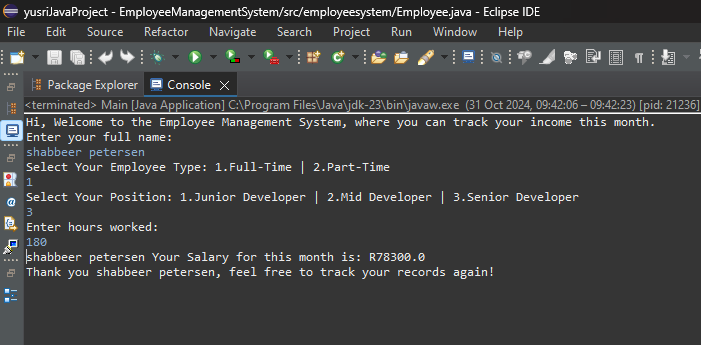 yusriJavaProject - EmployeeManagementSystem/src/employeesystem/Employee.java - Eclipse IDE
File Edit Source Refactor Navigate Search Project Run Window Help
Package Explorer Console
<terminated> Main [Java Application] C:\Program Files\Java\jdk-23\bin\javaw.exe (31 Oct 2024, 09:42:06 – 09:42:23) [pid: 21236]
Hi, Welcome to the Employee Management System, where you can track your income this month.
Enter your full name:
shabbeer petersen
Select Your Employee Type: 1.Full-Time | 2.Part-Time
1
Select Your Position: 1.Junior Developer | 2.Mid Developer | 3.Senior Developer
3
Enter hours worked:
180
shabbeer petersen Your Salary for this month is: R78300.0
Thank you shabbeer petersen, feel free to track your records again!